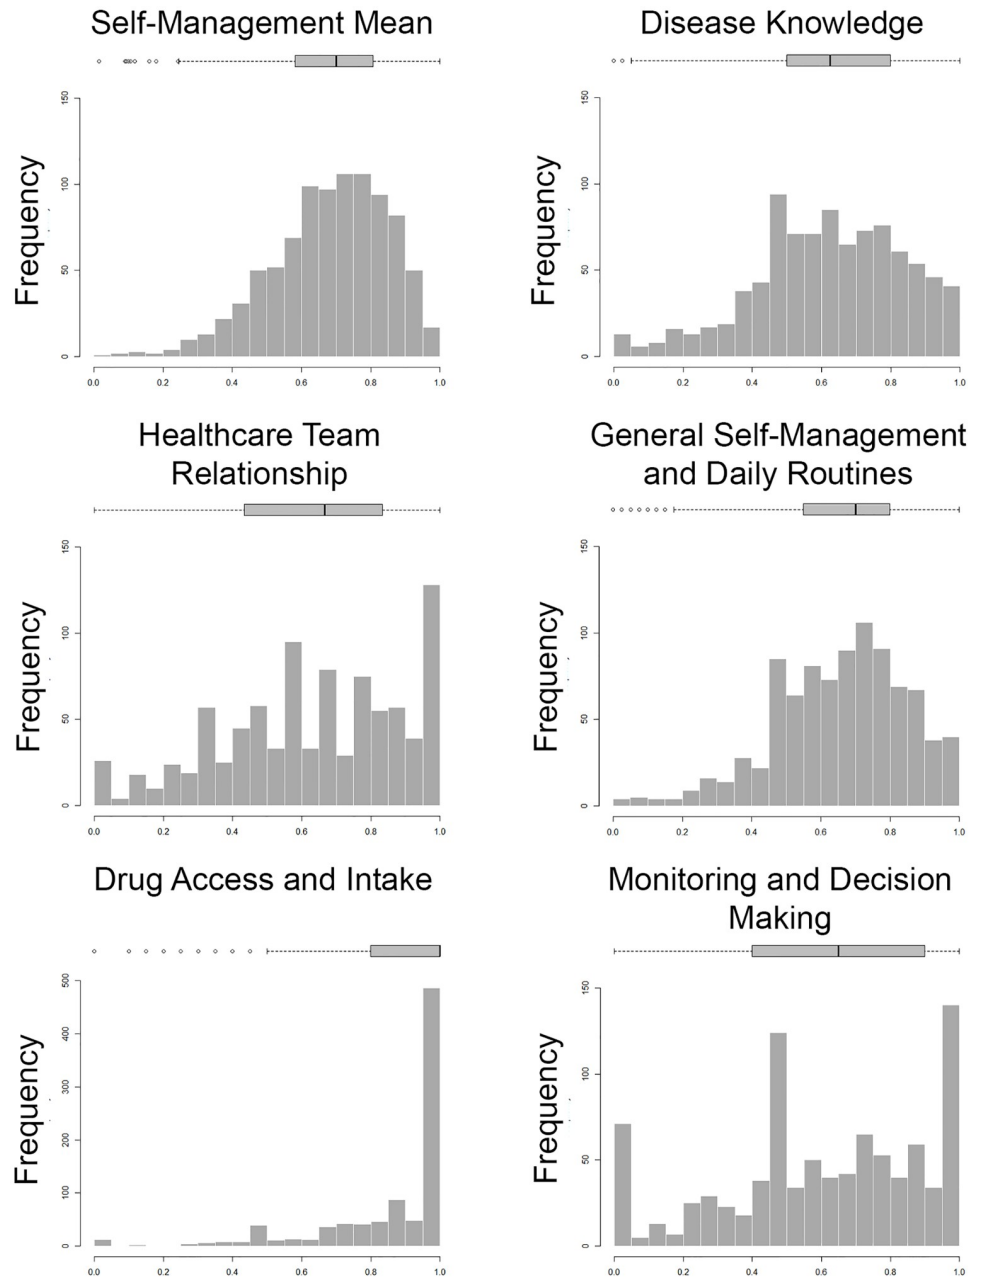 Self-Management Mean
Disease Knowledge
Frequency
0 50 100 150
0.0 0.2 0.4 0.6 0.8 1.0
Frequency
0 50 100 150
0.0 0.2 0.4 0.6 0.8 1.0
Healthcare Team
Relationship
General Self-Management
and Daily Routines
Frequency
0 50 100 150
0.0 0.2 0.4 0.6 0.8 1.0
Frequency
0 50 100 150
0.0 0.2 0.4 0.6 0.8 1.0
Drug Access and Intake
Monitoring and Decision
Making
Frequency
0 100 200 300 400 500
0.0 0.2 0.4 0.6 0.8 1.0
Frequency
0 50 100 150
0.0 0.2 0.4 0.6 0.8 1.0